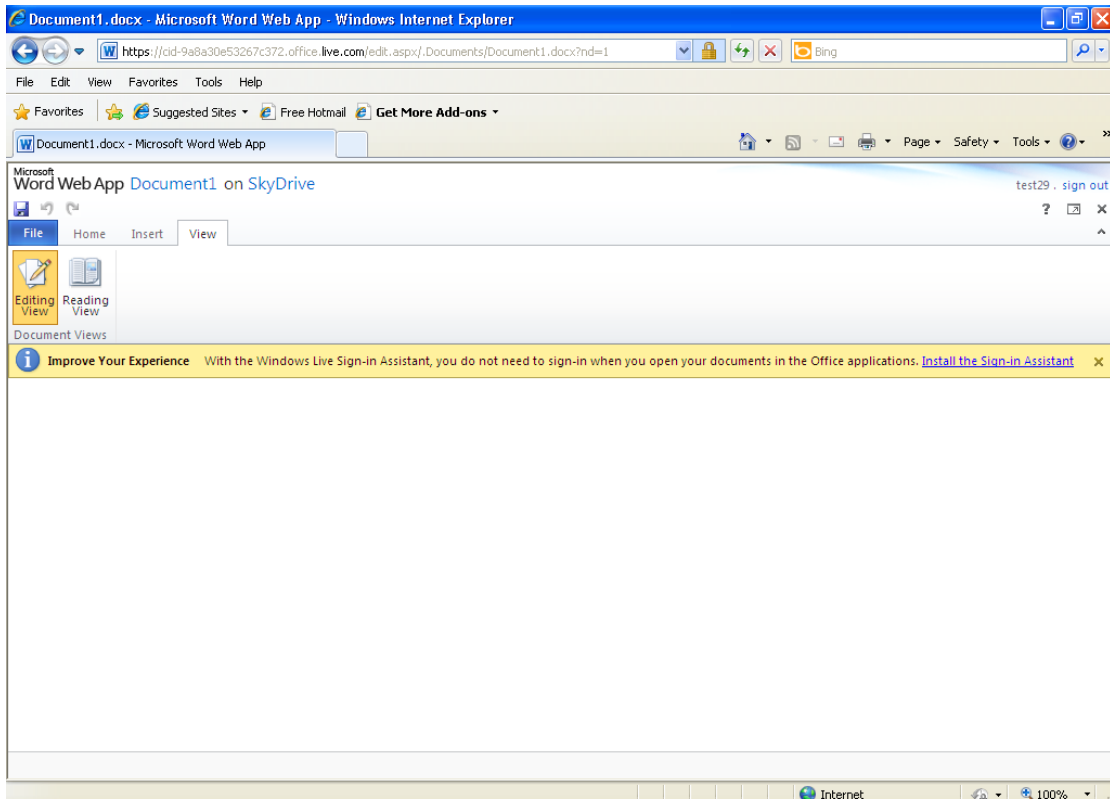 Document1.docx - Microsoft Word Web App - Windows Internet Explorer
https://cid-9a8a30e53267c372.office.live.com/edit.aspx/.Documents/Document1.docx?nd=1 Bing
File Edit View Favorites Tools Help
Favorites Suggested Sites Free Hotmail Get More Add-ons
Document1.docx - Microsoft Word Web App Page Safety Tools
Microsoft
Word Web App Document1 on SkyDrive test29 . sign out
File Home Insert View
Editing View Reading View
Document Views
Improve Your Experience With the Windows Live Sign-in Assistant, you do not need to sign-in when you open your documents in the Office applications. Install the Sign-in Assistant
Internet 100%